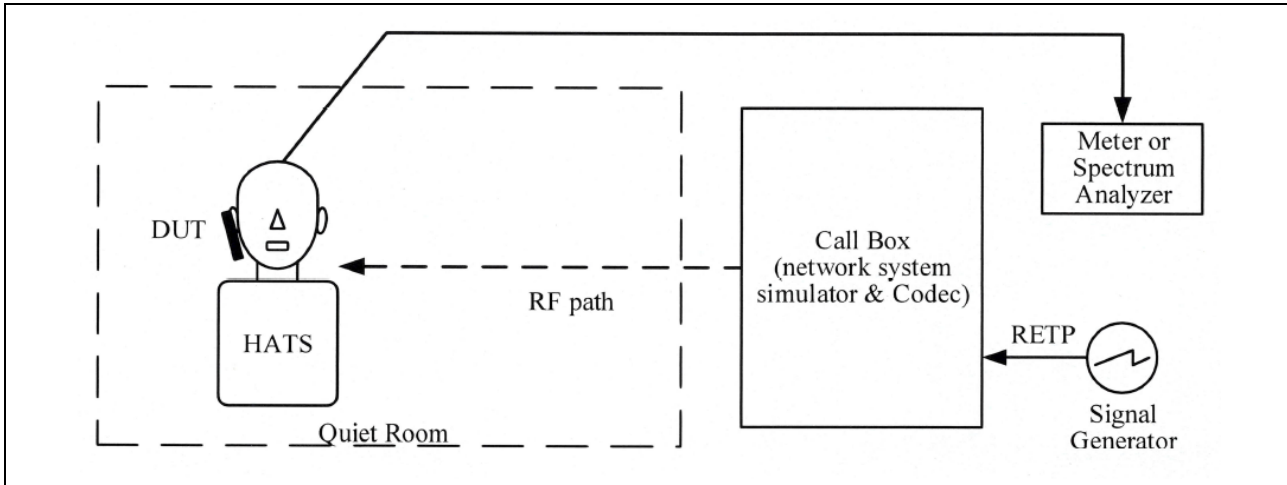 DUT
HATS
Quiet Room
RF path
Call Box
(network system
simulator & Codec)
RETP
Signal
Generator
Meter or
Spectrum
Analyzer